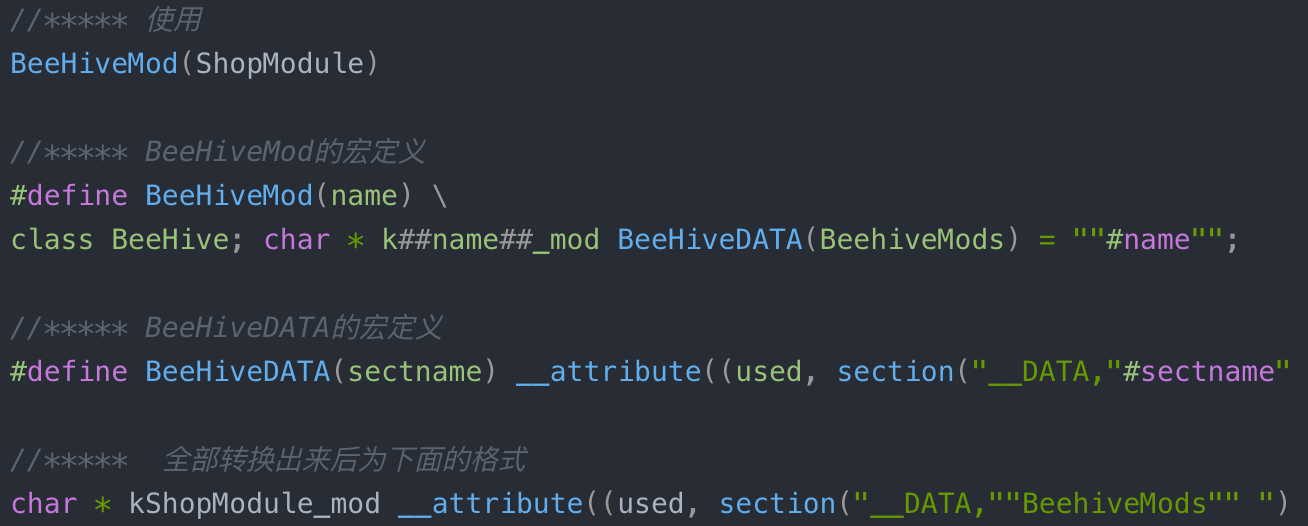 //***** 使用
BeeHiveMod(ShopModule)
//***** BeeHiveMod的宏定义
#define BeeHiveMod(name) \
class BeeHive; char * k##name##_mod BeeHiveDATA(BeehiveMods) = ""#name"";
//***** BeeHiveDATA的宏定义
#define BeeHiveDATA(sectname) __attribute((used, section("__DATA,"#sectname"
//*****  全部转换出来后为下面的格式
char * kShopModule_mod __attribute((used, section("__DATA,""BeehiveMods"" ")